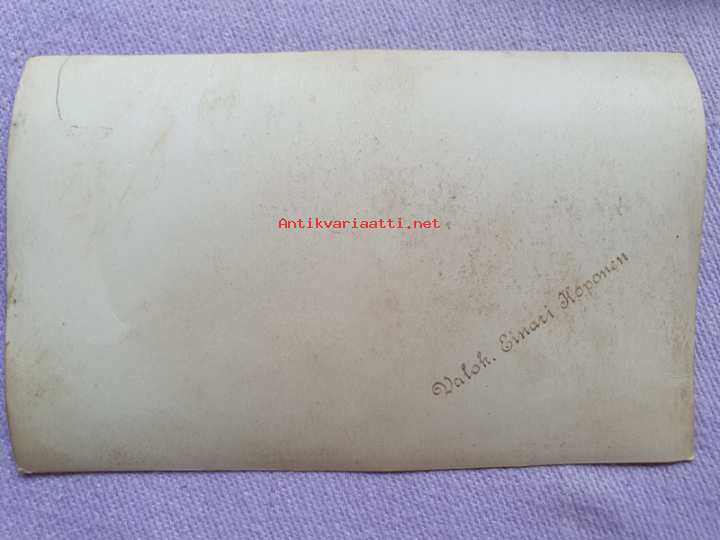 Antikvariaatti.net
Valok. Einari Koponen